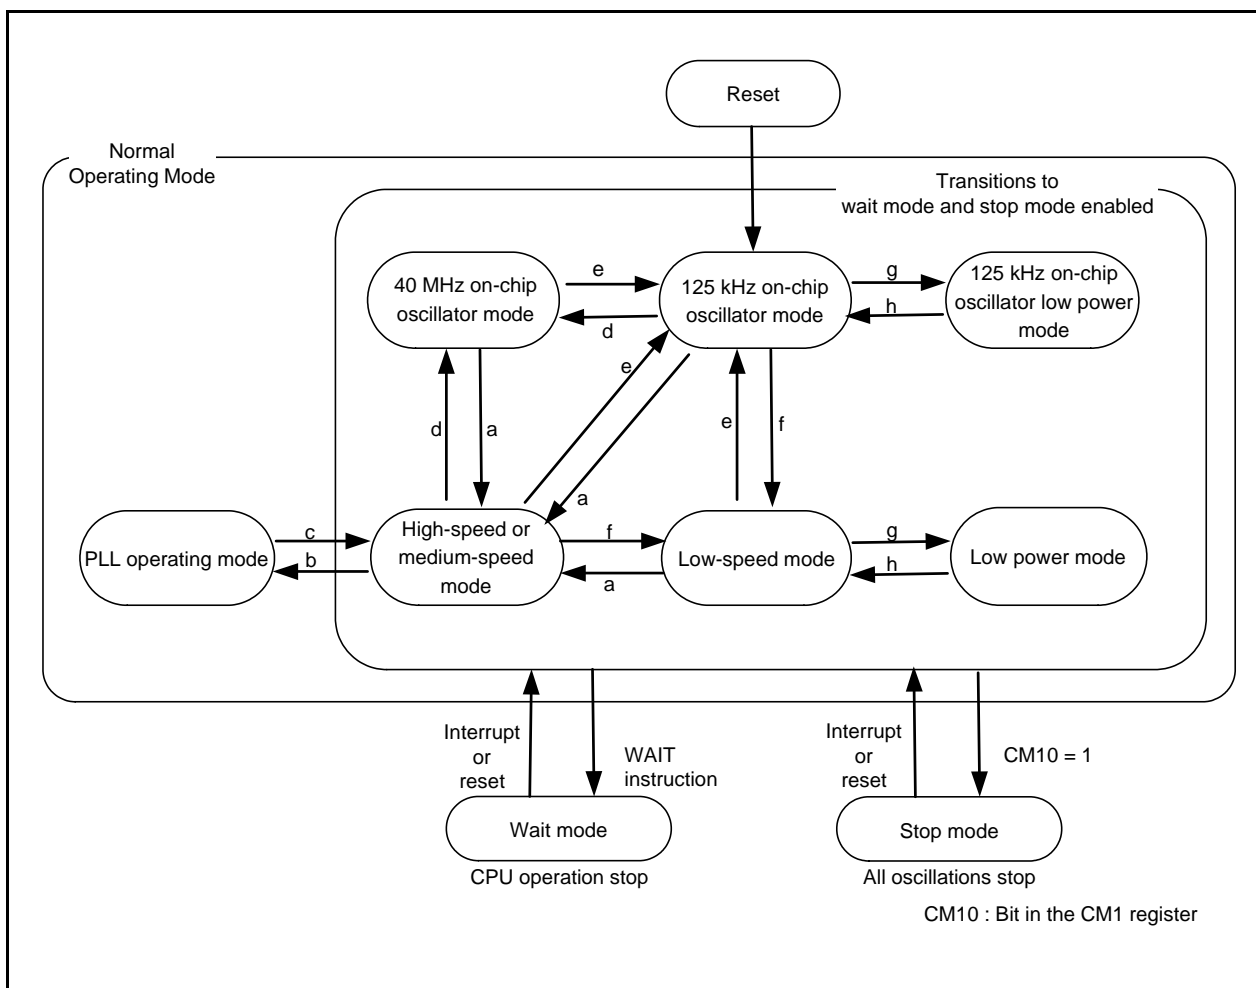 Reset
Normal
Operating Mode
Transitions to
wait mode and stop mode enabled
40 MHz on-chip
oscillator mode
e
d
125 kHz on-chip
oscillator mode
g
h
125 kHz on-chip
oscillator low power
mode
d
a
e
a
e
f
PLL operating mode
c
b
High-speed or
medium-speed
mode
f
a
Low-speed mode
g
h
Low power mode
Interrupt
or
reset
WAIT
instruction
Interrupt
or
reset
CM10 = 1
Wait mode
Stop mode
CPU operation stop
All oscillations stop
CM10 : Bit in the CM1 register